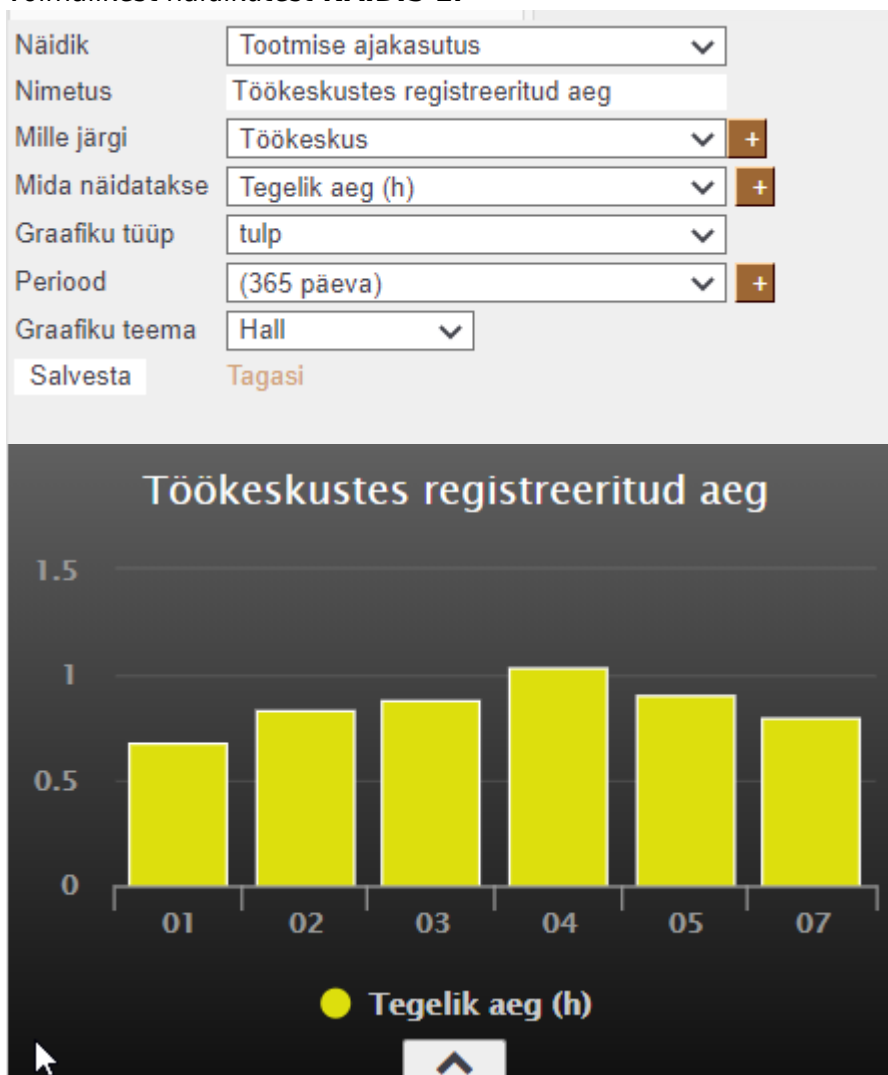 Näidik Tootmise ajakasutus
Nimetus Töökeskustes registreeritud aeg
Mille järgi Töökeskus +
Mida näidatakse Tegelik aeg (h) +
Graafiku tüüp tulp
Periood (365 päeva) +
Graafiku teema Hall
Salvesta Tagasi
Töökeskustes registreeritud aeg
1.5
1
0.5
0
01 02 03 04 05 07
Tegelik aeg (h)